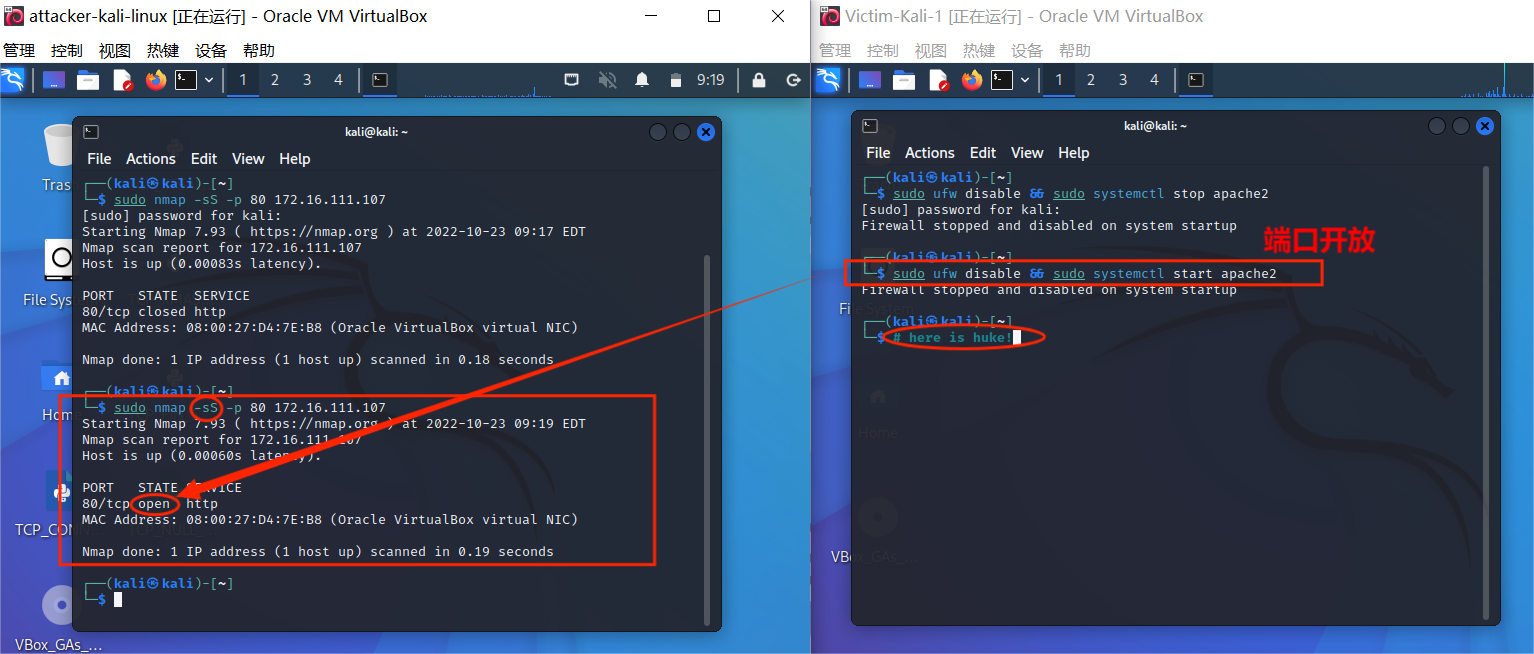 attacker-kali-linux [正在运行] - Oracle VM VirtualBox
管理 控制 视图 热键 设备 帮助
1 2 3 4 9:19
Trash
File Sys
Home
TCP_CON
VBox_GAs_...
kali@kali: ~
File Actions Edit View Help
┌──(kali㉿kali)-[~]
└─$ sudo nmap -sS -p 80 172.16.111.107
[sudo] password for kali:
Starting Nmap 7.93 ( https://nmap.org ) at 2022-10-23 09:17 EDT
Nmap scan report for 172.16.111.107
Host is up (0.00083s latency).
PORT STATE SERVICE
80/tcp closed http
MAC Address: 08:00:27:D4:7E:B8 (Oracle VirtualBox virtual NIC)
Nmap done: 1 IP address (1 host up) scanned in 0.18 seconds
┌──(kali㉿kali)-[~]
└─$ sudo nmap -sS -p 80 172.16.111.107
Starting Nmap 7.93 ( https://nmap.org ) at 2022-10-23 09:19 EDT
Nmap scan report for 172.16.111.107
Host is up (0.00060s latency).
PORT STATE SERVICE
80/tcp open http
MAC Address: 08:00:27:D4:7E:B8 (Oracle VirtualBox virtual NIC)
Nmap done: 1 IP address (1 host up) scanned in 0.19 seconds
┌──(kali㉿kali)-[~]
└─$
Victim-Kali-1 [正在运行] - Oracle VM VirtualBox
管理 控制 视图 热键 设备 帮助
1 2 3 4
Home
kali@kali: ~
File Actions Edit View Help
┌──(kali㉿kali)-[~]
└─$ sudo ufw disable && sudo systemctl stop apache2
[sudo] password for kali:
Firewall stopped and disabled on system startup
端口开放
┌──(kali㉿kali)-[~]
└─$ sudo ufw disable && sudo systemctl start apache2
Firewall stopped and disabled on system startup
┌──(kali㉿kali)-[~]
└─$ # here is huke!